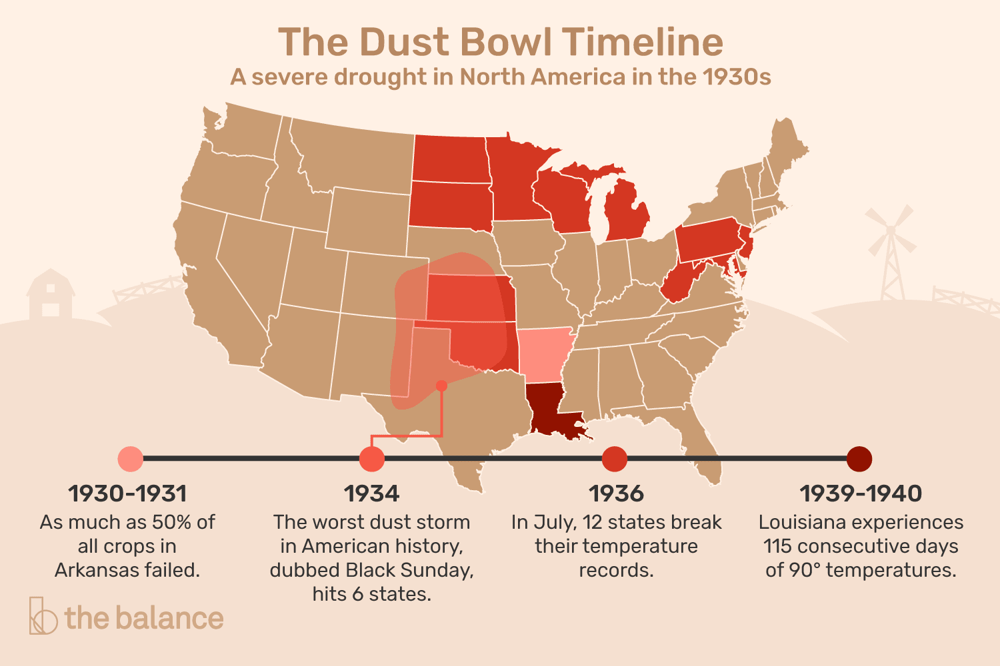 The Dust Bowl Timeline
A severe drought in North America in the 1930s
1930-1931
As much as 50% of
all crops in
Arkansas failed.
1934
The worst dust storm
in American history,
dubbed Black Sunday,
hits 6 states.
1936
In July, 12 states break
their temperature
records.
1939-1940
Louisiana experiences
115 consecutive days
of 90° temperatures.
the balance